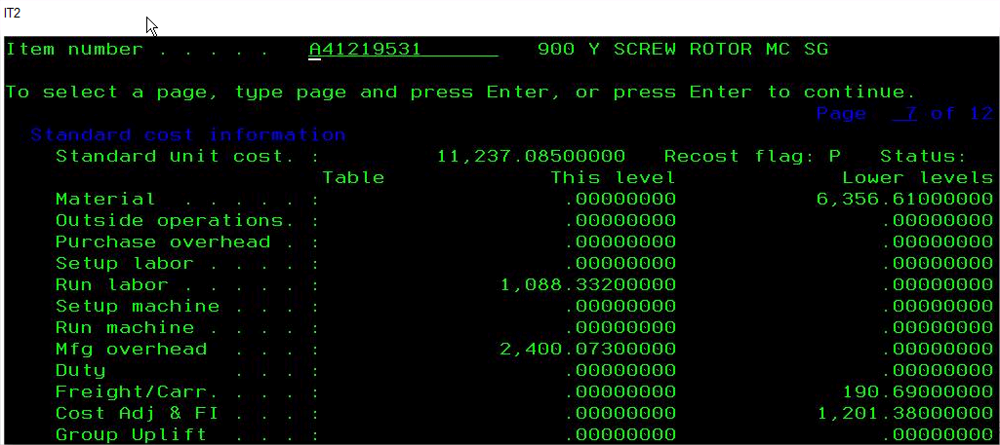 IT2
Item number . . . . . A41219531 900 Y SCREW ROTOR MC SG
To select a page, type page and press Enter, or press Enter to continue.
Page 7 of 12
Standard cost information
Standard unit cost. : 11,237.08500000 Recost flag: P Status:
Table This level Lower levels
Material . . . . . : .00000000 6,356.61000000
Outside operations. : .00000000 .00000000
Purchase overhead . : .00000000 .00000000
Setup labor . . . . : .00000000 .00000000
Run labor . . . . . : 1,088.33200000 .00000000
Setup machine . . . : .00000000 .00000000
Run machine . . . . : .00000000 .00000000
Mfg overhead . . . : 2,400.07300000 .00000000
Duty . . . : .00000000 .00000000
Freight/Carr. . . . : .00000000 190.69000000
Cost Adj & FI . . . : .00000000 1,201.38000000
Group Uplift . . . : .00000000 .00000000